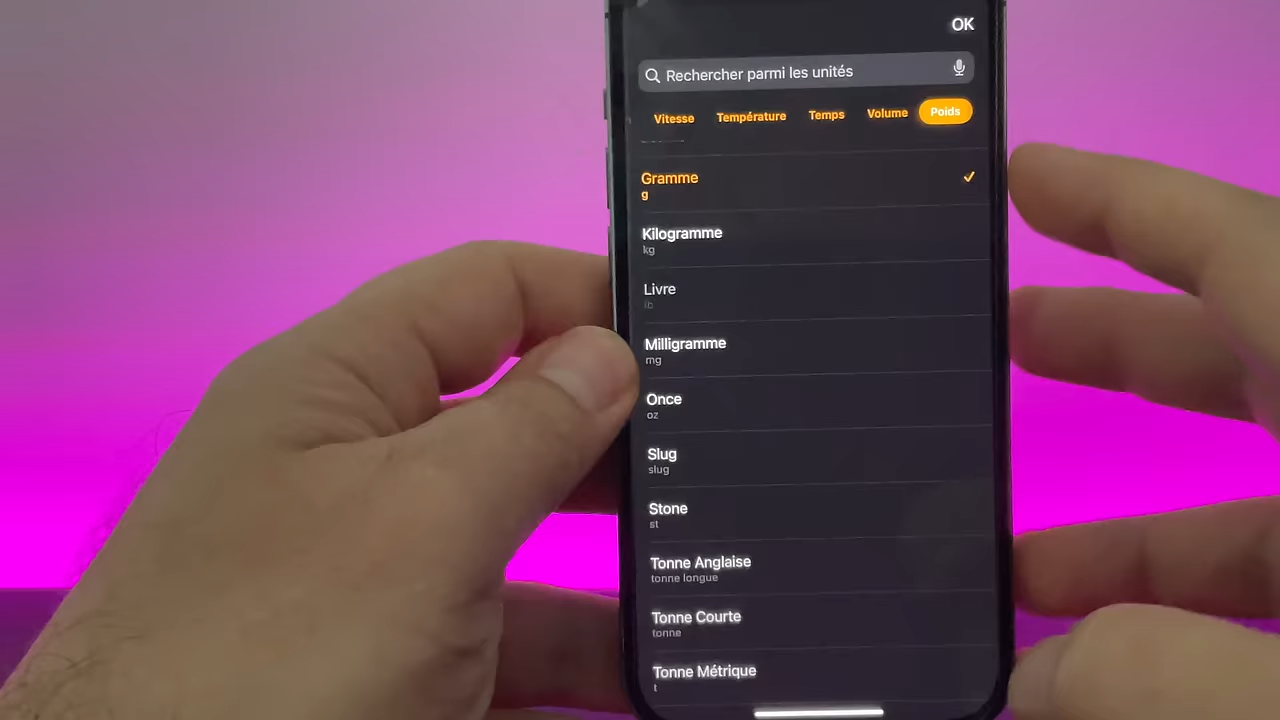 OK
Rechercher parmi les unités
Vitesse Température Temps Volume Poids
Gramme
g
Kilogramme
kg
Livre
lb
Milligramme
mg
Once
oz
Slug
slug
Stone
st
Tonne Anglaise
tonne longue
Tonne Courte
tonne
Tonne Métrique
t